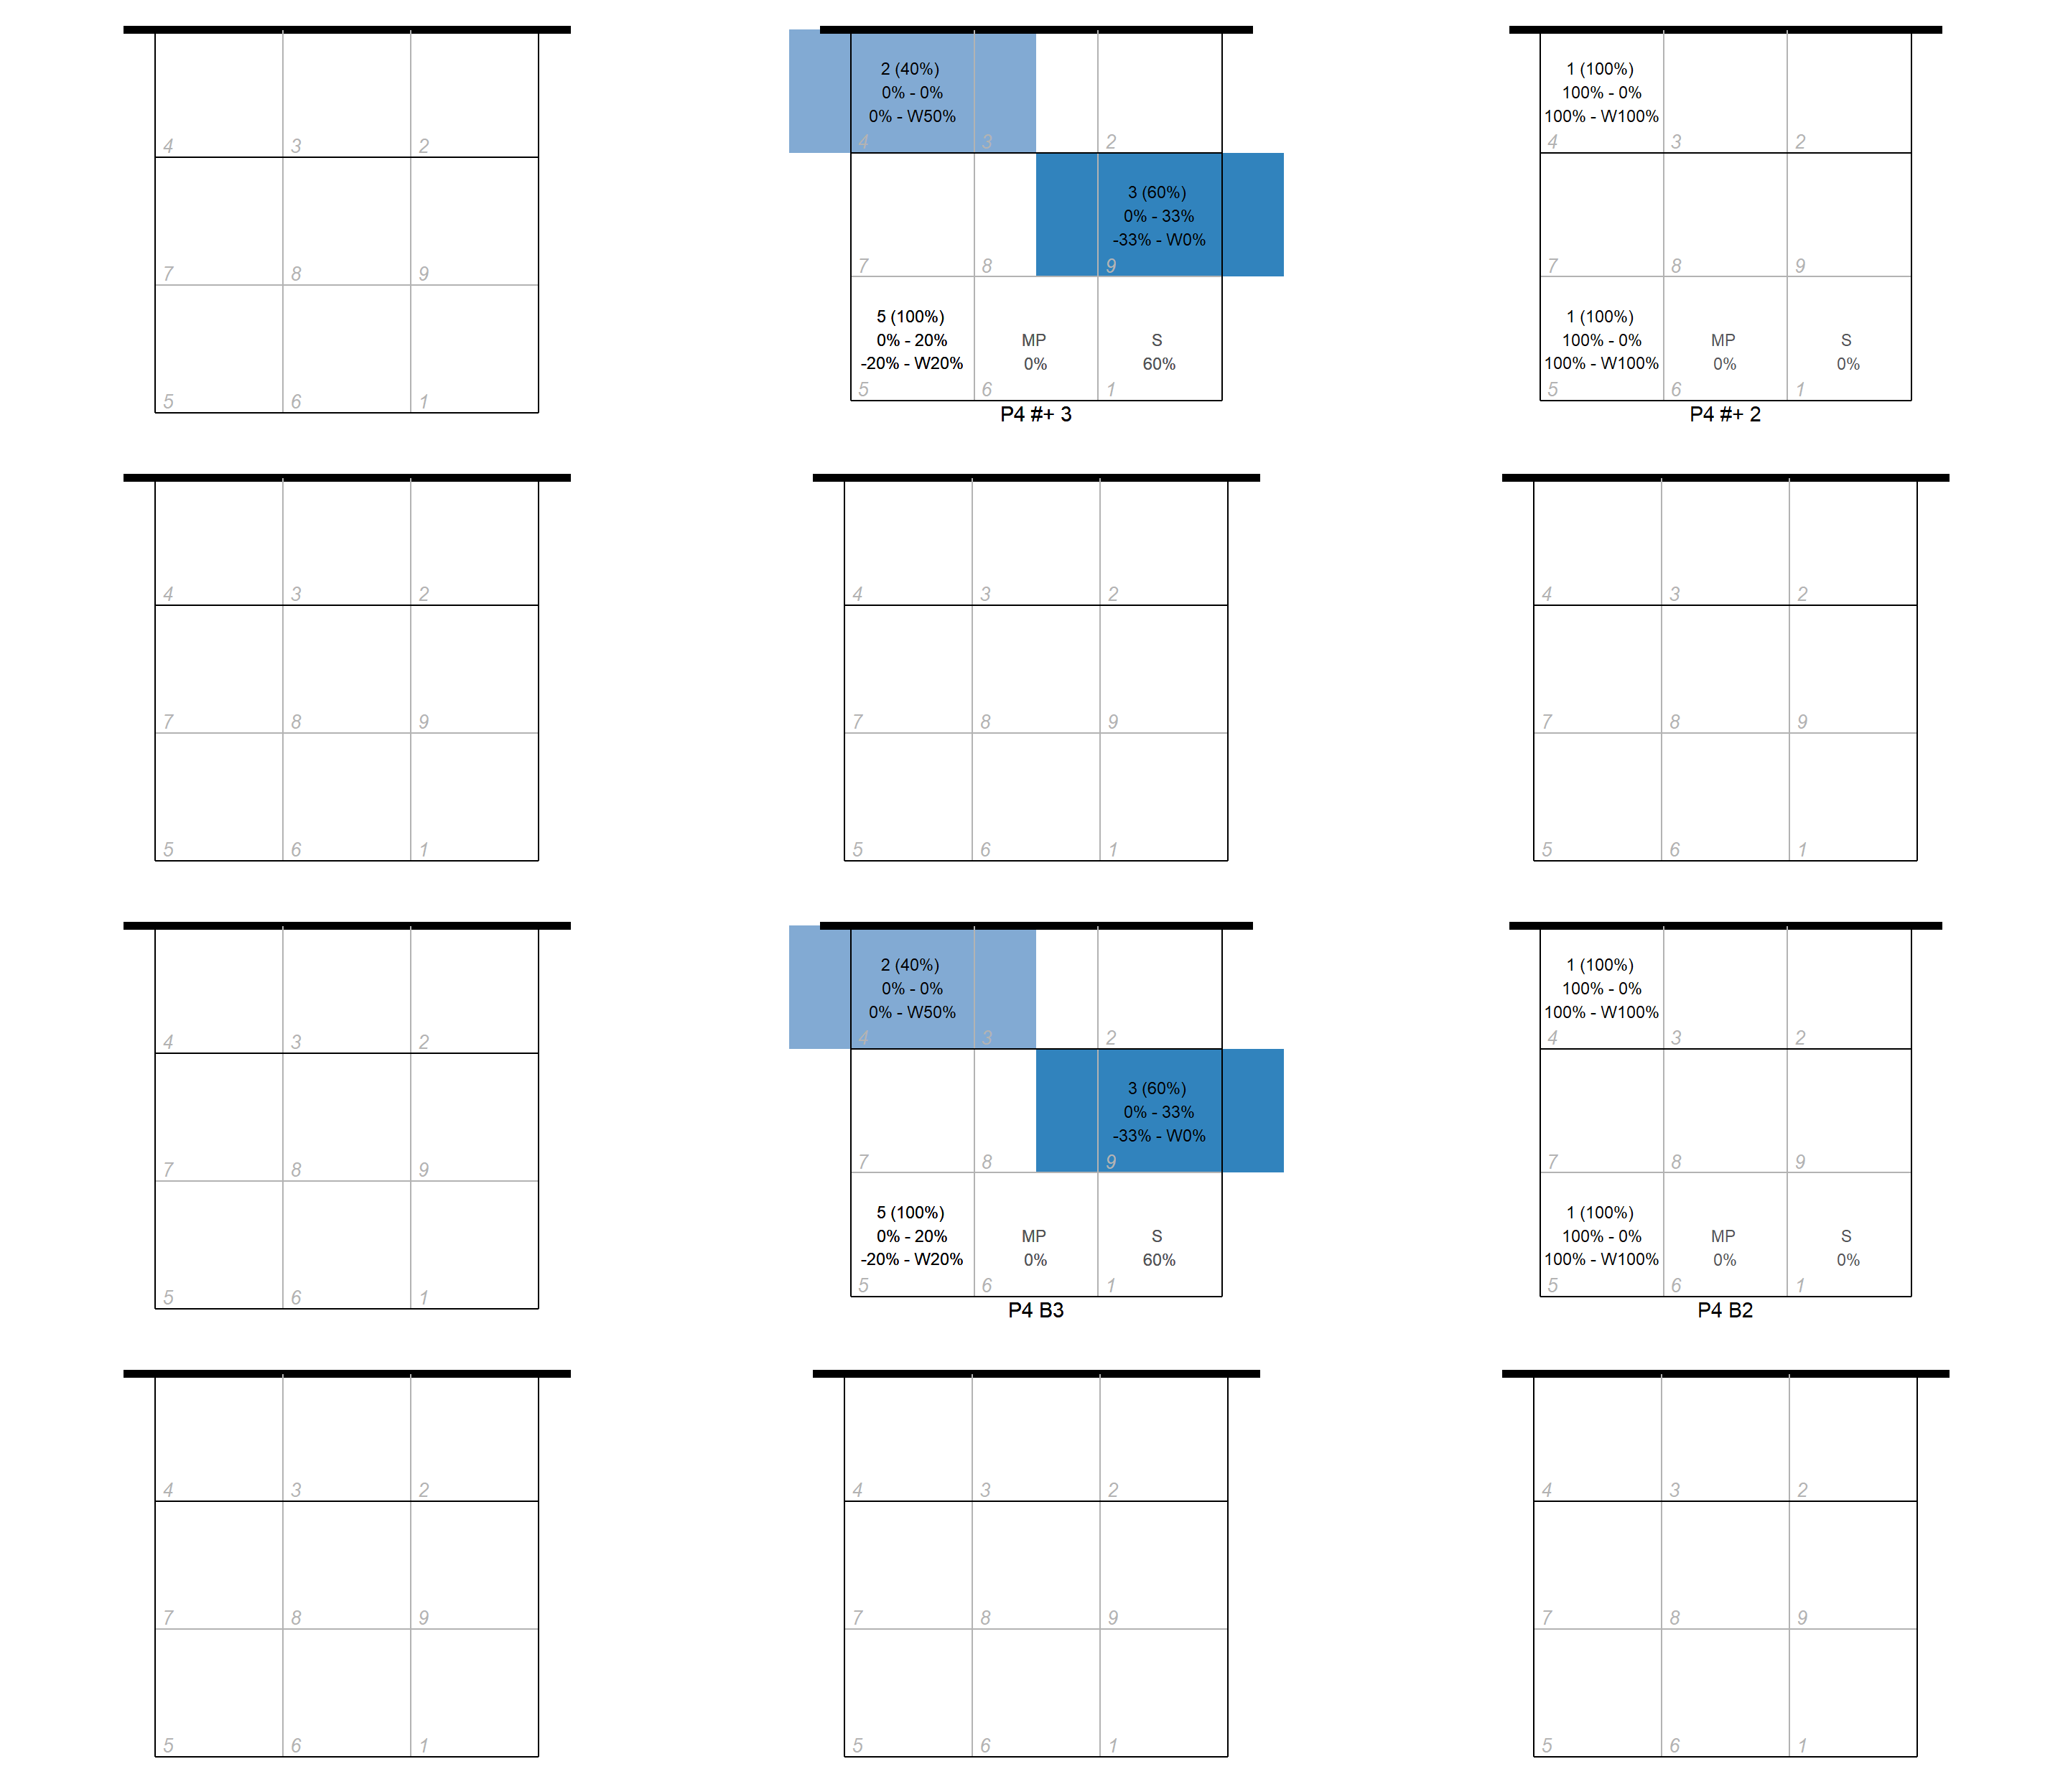 4 3 2
7 8 9
5 6 1
2 (40%)
0% - 0%
0% - W50%
4 3 2
3 (60%)
0% - 33%
-33% - W0%
7 8 9
5 (100%)
0% - 20%
-20% - W20%
MP
0%
S
60%
5 6 1
P4 #+ 3
1 (100%)
100% - 0%
100% - W100%
4 3 2
7 8 9
1 (100%)
100% - 0%
100% - W100%
MP
0%
S
0%
5 6 1
P4 #+ 2
4 3 2
7 8 9
5 6 1
4 3 2
7 8 9
5 6 1
4 3 2
7 8 9
5 6 1
4 3 2
7 8 9
5 6 1
2 (40%)
0% - 0%
0% - W50%
4 3 2
3 (60%)
0% - 33%
-33% - W0%
7 8 9
5 (100%)
0% - 20%
-20% - W20%
MP
0%
S
60%
5 6 1
P4 B3
1 (100%)
100% - 0%
100% - W100%
4 3 2
7 8 9
1 (100%)
100% - 0%
100% - W100%
MP
0%
S
0%
5 6 1
P4 B2
4 3 2
7 8 9
5 6 1
4 3 2
7 8 9
5 6 1
4 3 2
7 8 9
5 6 1